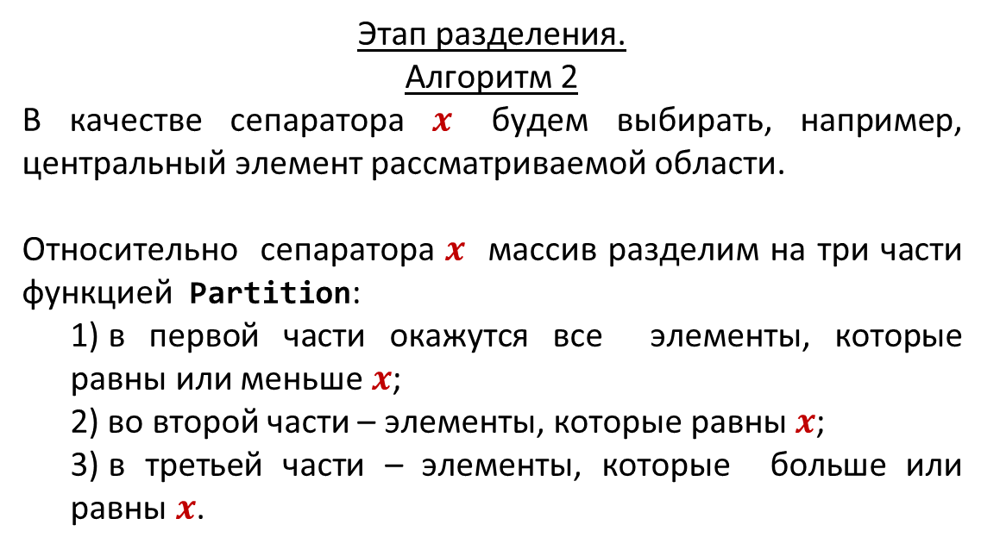 Этап разделения.
Алгоритм 2
В качестве сепаратора x будем выбирать, например,
центральный элемент рассматриваемой области.
Относительно сепаратора x массив разделим на три части
функцией Partition:
1) в первой части окажутся все элементы, которые
равны или меньше x;
2) во второй части – элементы, которые равны x;
3) в третьей части – элементы, которые больше или
равны x.